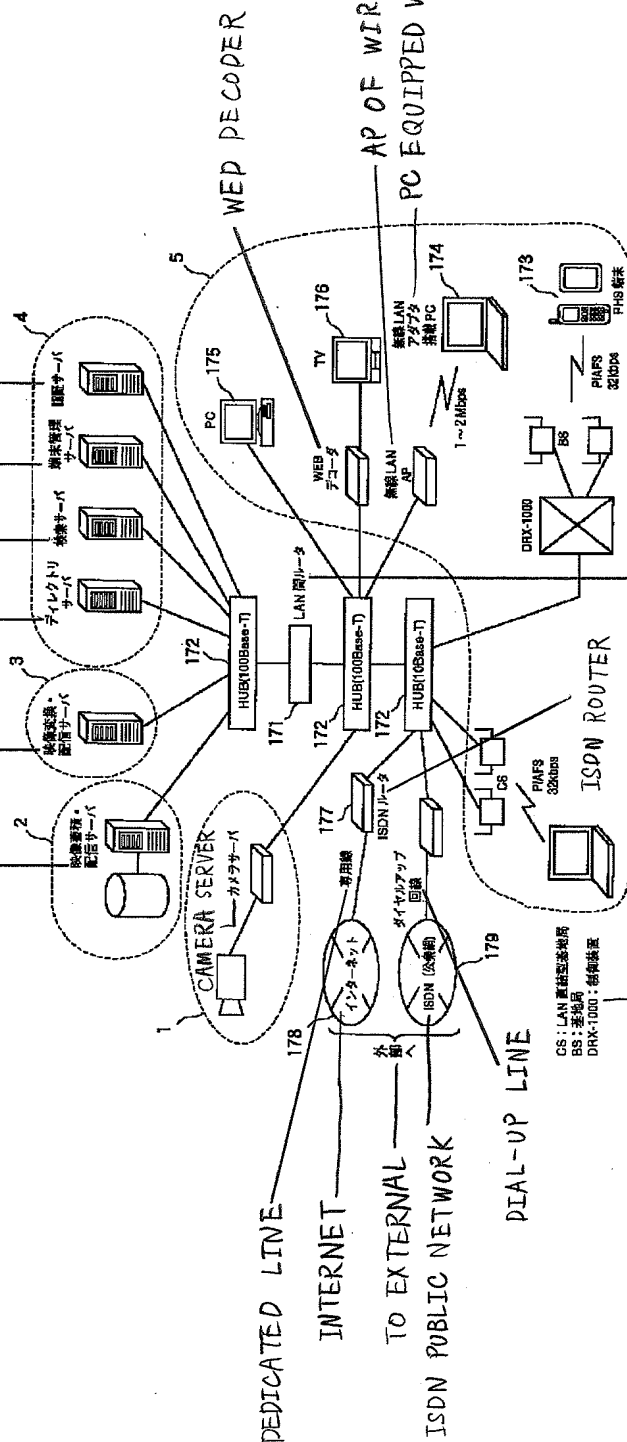 4
認証サーバ
端末管理
サーバ
検索サーバ
ディレクトリ
サーバ
3
映像変換・
配信サーバ
2
映像蓄積・
配信サーバ
5
WEB DECODER
PC
175
TV
176
WEB
デコーダ
AP OF WIR
PC EQUIPPED W
無線LAN
アダプタ
搭載PC
174
無線LAN
AP
1～2Mbps
173
PHS端末
PIAFS
32kbps
BS
DRX-1000
LAN間ルータ
172
HUB(100Base-T)
171
HUB(100Base-T)
172
HUB(10Base-T)
172
1
CAMERA SERVER
カメラサーバ
専用線
177
ISDNルータ
ISDN ROUTER
インターネット
178
ISDN (公衆網)
ダイヤルアップ
回線
179
外部へ
CS
PIAFS
32kbps
DEDICATED LINE
INTERNET
TO EXTERNAL
ISDN PUBLIC NETWORK
DIAL-UP LINE
CS：LAN直結型基地局
BS：基地局
DRX-1000：制御装置